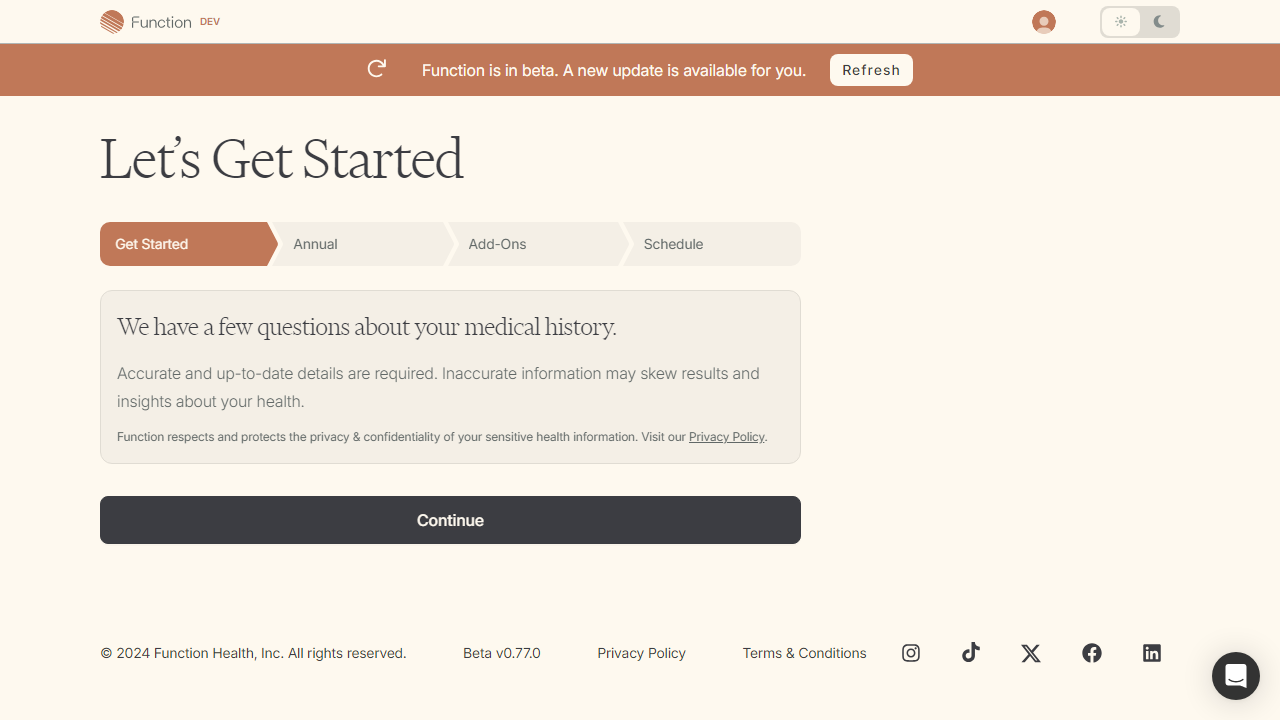 Function DEV
Function is in beta. A new update is available for you.
Refresh
Let’s Get Started
Get Started
Annual
Add-Ons
Schedule
We have a few questions about your medical history.
Accurate and up-to-date details are required. Inaccurate information may skew results and
insights about your health.
Function respects and protects the privacy & confidentiality of your sensitive health information. Visit our Privacy Policy.
Continue
© 2024 Function Health, Inc. All rights reserved.
Beta v0.77.0
Privacy Policy
Terms & Conditions